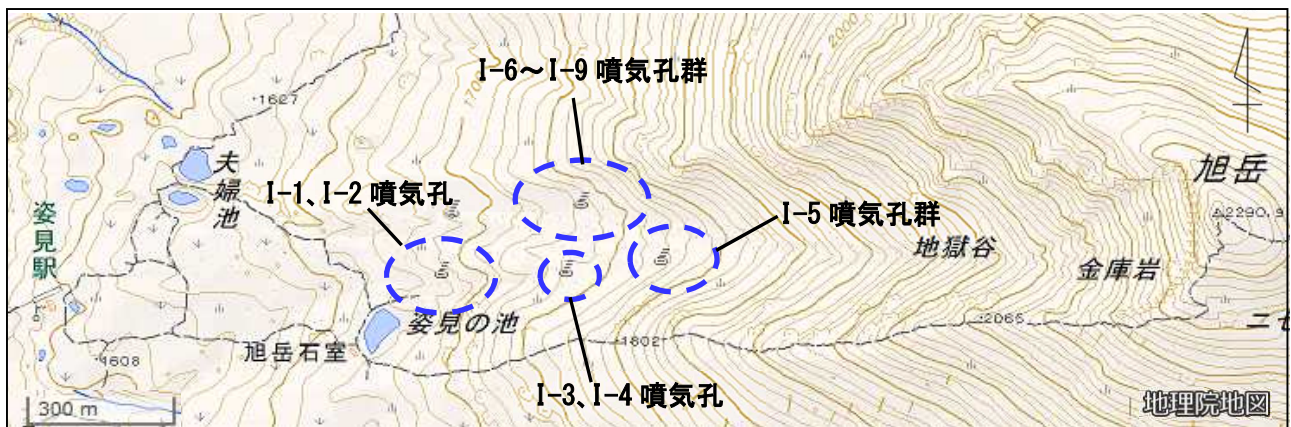 I-6～I-9 噴気孔群
2000
1700
・1627
夫婦池
I-1、I-2 噴気孔
旭岳
I-5 噴気孔群
姿見駅
△2290.9
地獄谷
金庫岩
姿見の池
・2065
・1802
旭岳石室
・1608
I-3、I-4 噴気孔
300 m
地理院地図